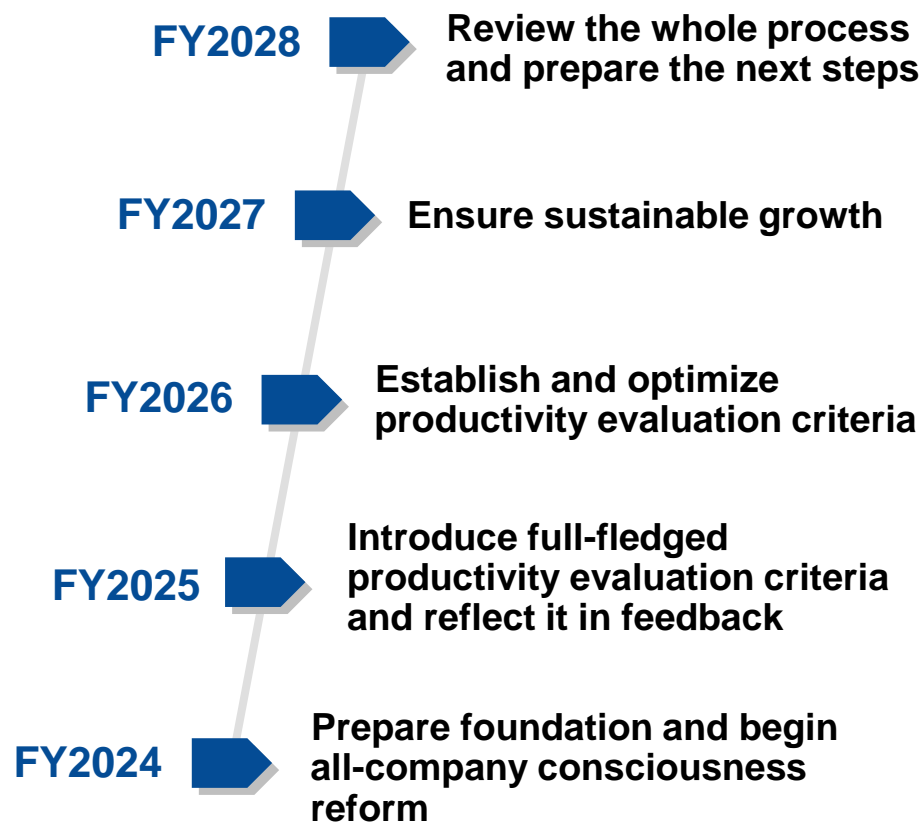 FY2028
Review the whole process
and prepare the next steps
FY2027
Ensure sustainable growth
FY2026
Establish and optimize
productivity evaluation criteria
FY2025
Introduce full-fledged
productivity evaluation criteria
and reflect it in feedback
FY2024
Prepare foundation and begin
all-company consciousness
reform